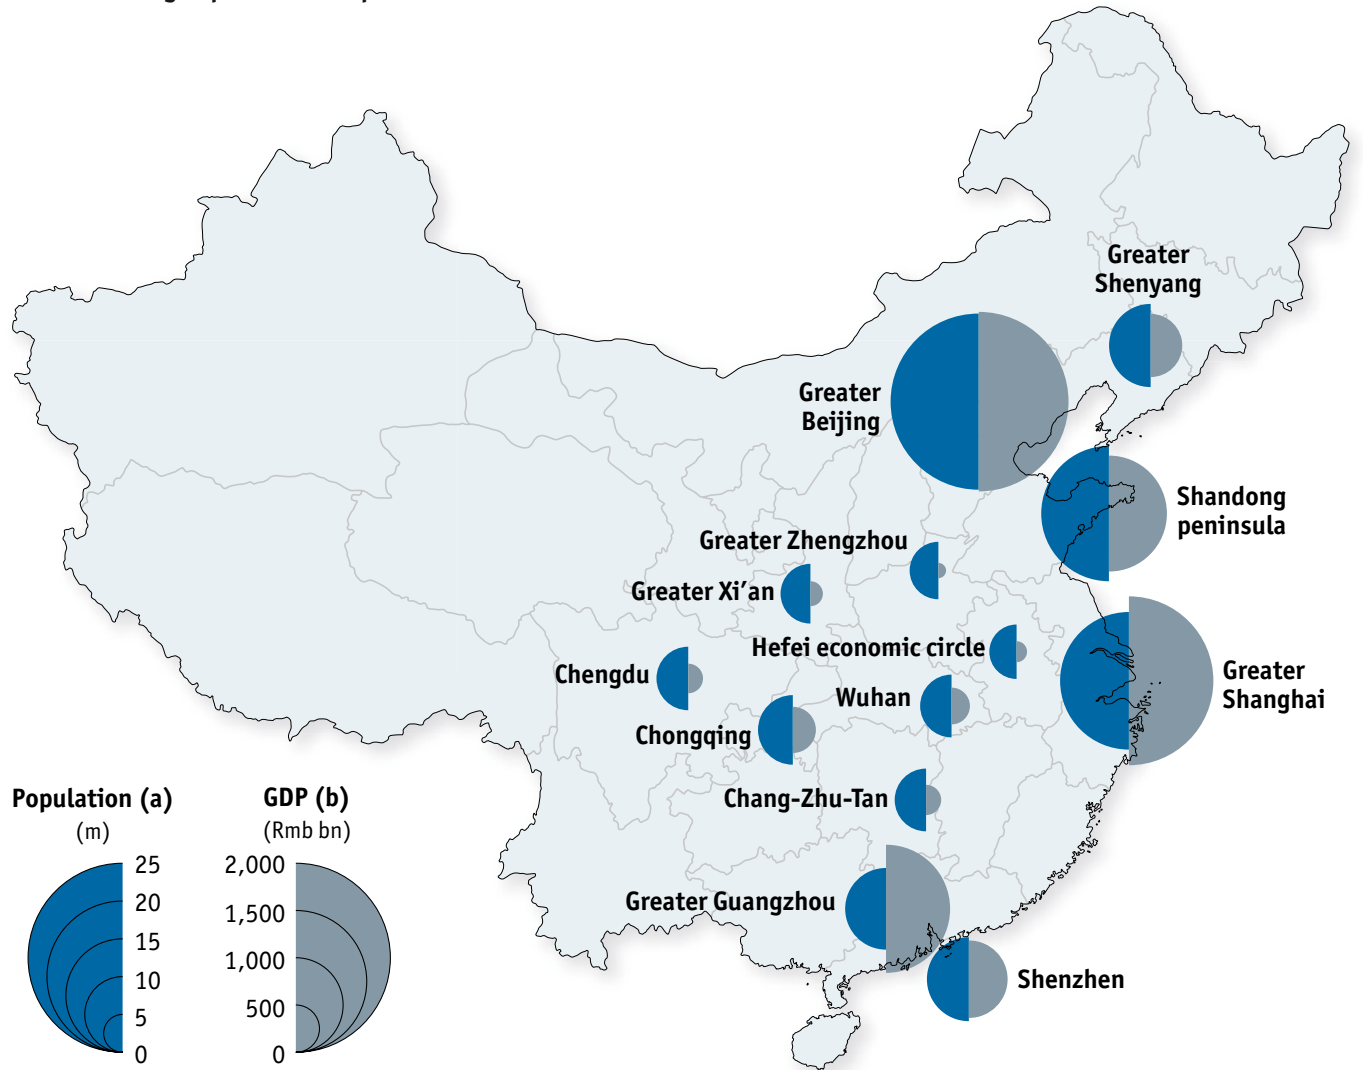 Greater
Shenyang
Greater
Beijing
Shandong
peninsula
Greater Zhengzhou
Greater Xi’an
Hefei economic circle
Chengdu
Wuhan
Greater
Shanghai
Chongqing
Chang-Zhu-Tan
Greater Guangzhou
Shenzhen
Population (a)
(m)
25
20
15
10
5
0
GDP (b)
(Rmb bn)
2,000
1,500
1,000
500
0